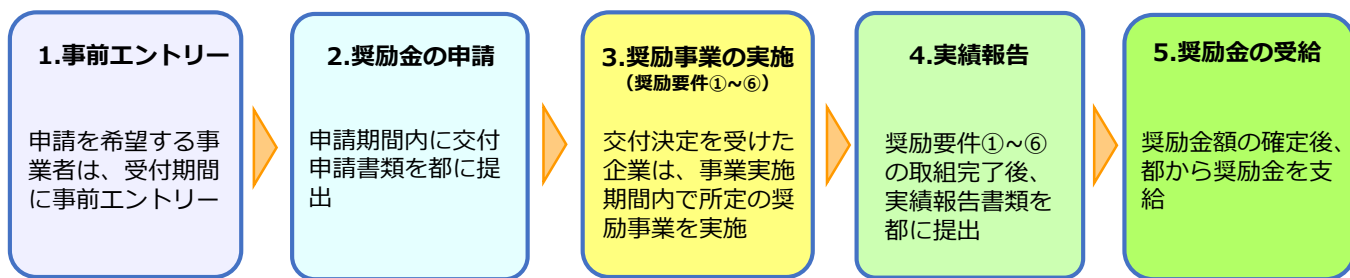 1.事前エントリー
申請を希望する事
業者は、受付期間
に事前エントリー
2.奨励金の申請
申請期間内に交付
申請書類を都に提
出
3.奨励事業の実施
（奨励要件①~⑥）
交付決定を受けた
企業は、事業実施
期間内で所定の奨
励事業を実施
4.実績報告
奨励要件①~⑥
の取組完了後、
実績報告書類を
都に提出
5.奨励金の受給
奨励金額の確定後、
都から奨励金を支
給